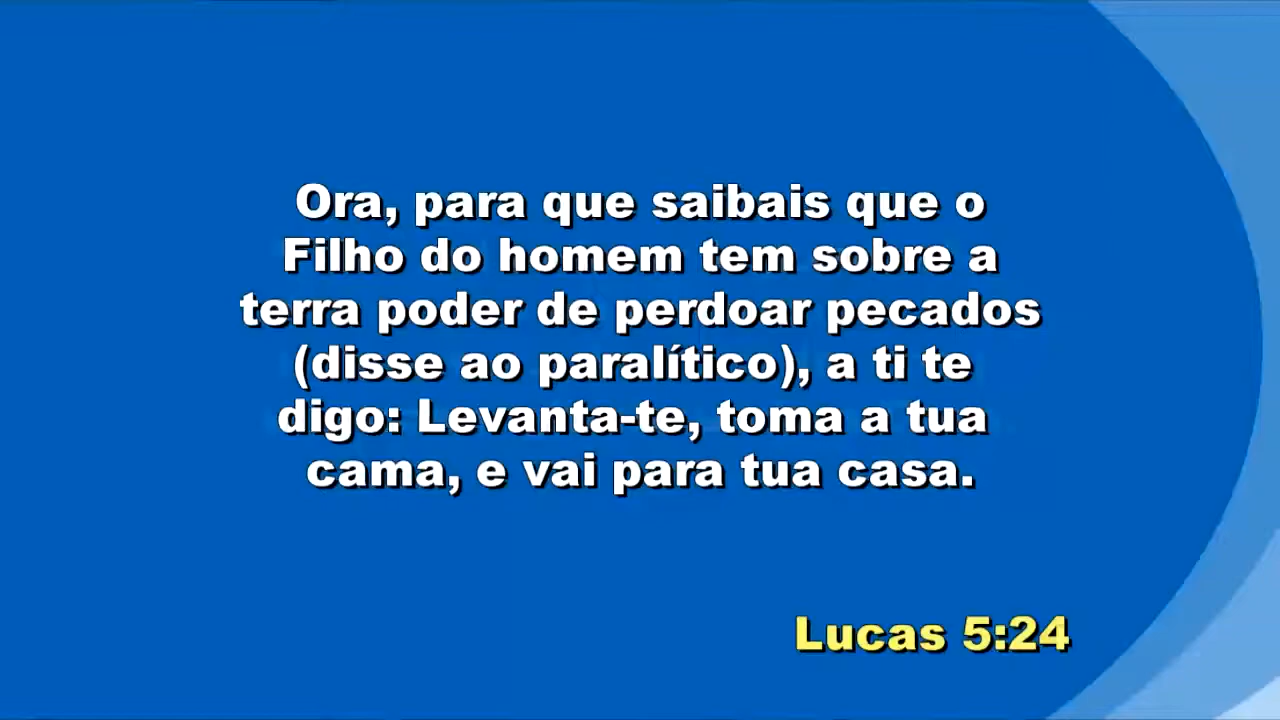 Ora, para que saibais que o
Filho do homem tem sobre a
terra poder de perdoar pecados
(disse ao paralítico), a ti te
digo: Levanta-te, toma a tua
cama, e vai para tua casa.
Lucas 5:24